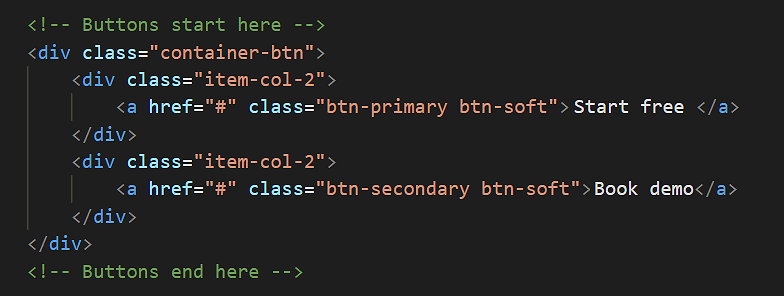 <!-- Buttons start here -->
<div class="container-btn">
    <div class="item-col-2">
        <a href="#" class="btn-primary btn-soft">Start free </a>
    </div>
    <div class="item-col-2">
        <a href="#" class="btn-secondary btn-soft">Book demo</a>
    </div>
</div>
<!-- Buttons end here -->